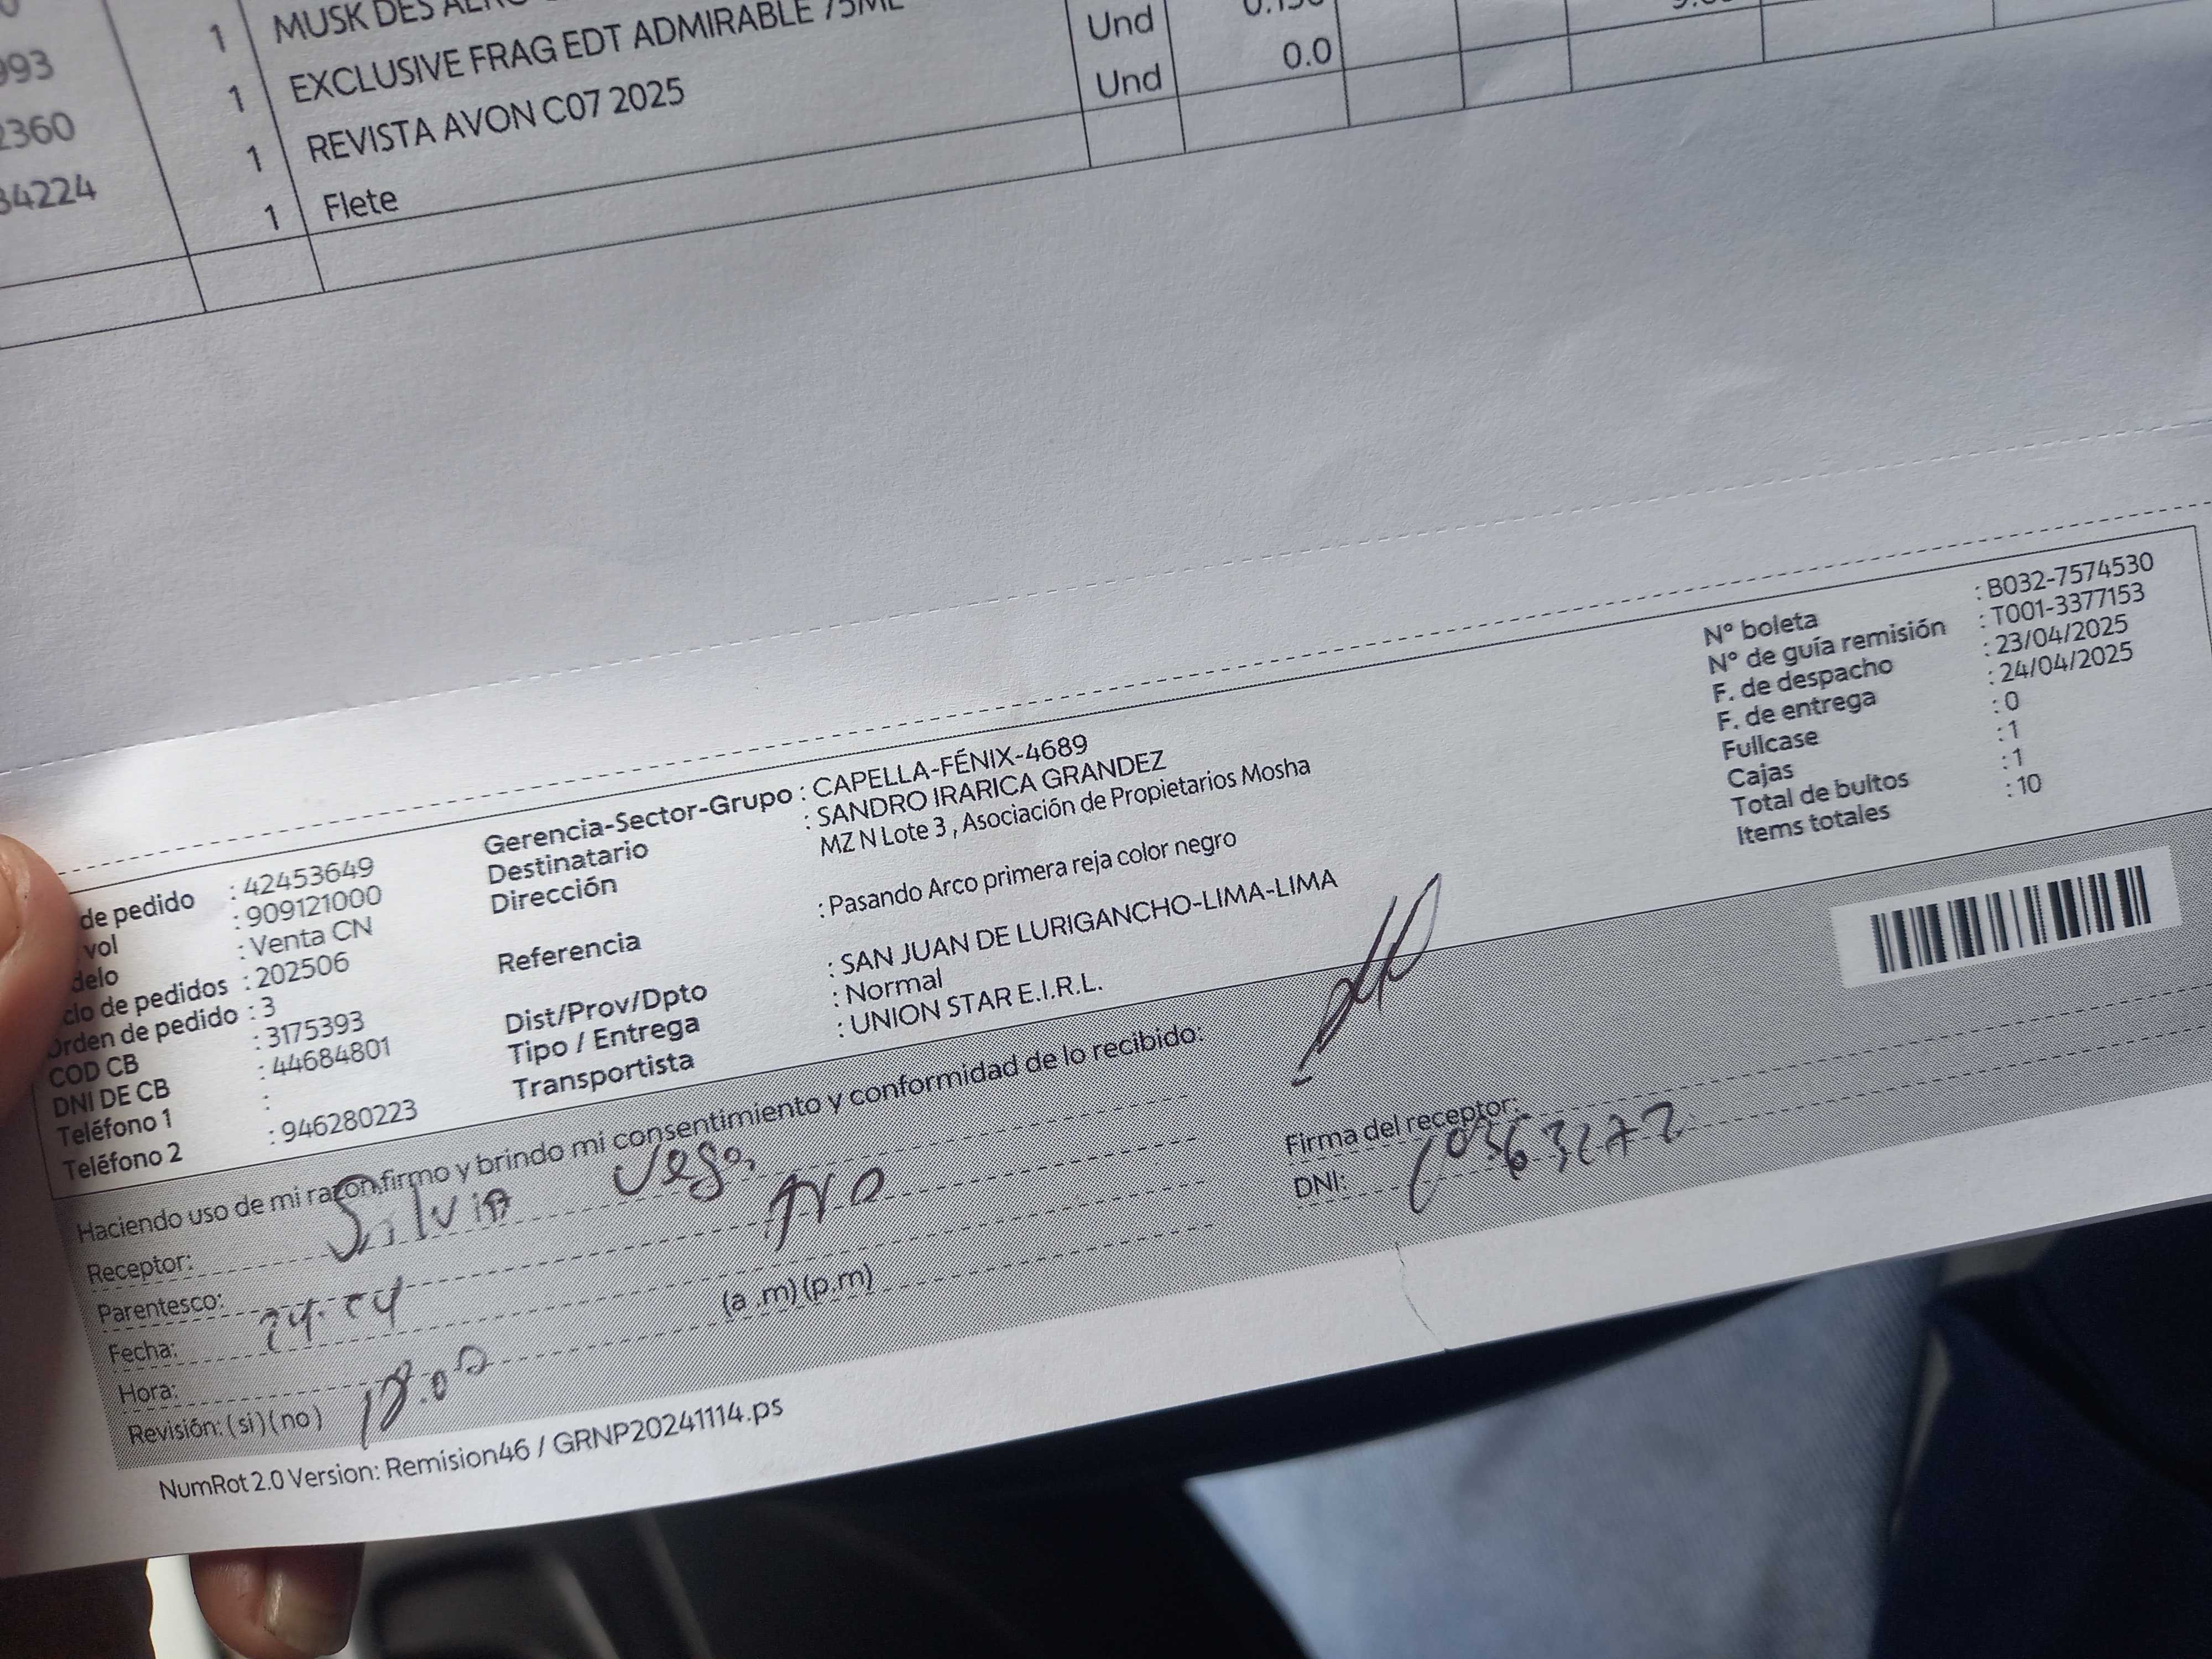 993 1 MUSK DES
2360 1 EXCLUSIVE FRAG EDT ADMIRABLE 75ML Und
34224 1 REVISTA AVON C07 2025 Und 0.0
1 Flete
de pedido : 42453649
vol : 909121000
delo : Venta CN
clo de pedidos : 202506
Orden de pedido : 3
COD CB : 3175393
DNI DE CB : 44684801
Teléfono 1 :
Teléfono 2 : 946280223
Gerencia-Sector-Grupo : CAPELLA-FÉNIX-4689
Destinatario : SANDRO IRARICA GRANDEZ
Dirección MZ N Lote 3 , Asociación de Propietarios Mosha
Referencia : Pasando Arco primera reja color negro
Dist/Prov/Dpto : SAN JUAN DE LURIGANCHO-LIMA-LIMA
Tipo / Entrega : Normal
Transportista : UNION STAR E.I.R.L.
N° boleta : B032-7574530
N° de guía remisión : T001-3377153
F. de despacho : 23/04/2025
F. de entrega : 24/04/2025
Fullcase : 0
Cajas : 1
Total de bultos : 1
Items totales : 10
Haciendo uso de mi razón, firmo y brindo mi consentimiento y conformidad de lo recibido:
Receptor: Silvia Vega
Parentesco:
Fecha: 24.04
Hora: (a .m) (p.m)
Revisión: (si) (no) 18.00
Firma del receptor:
DNI:
NumRot 2.0 Version: Remision46 / GRNP20241114.ps